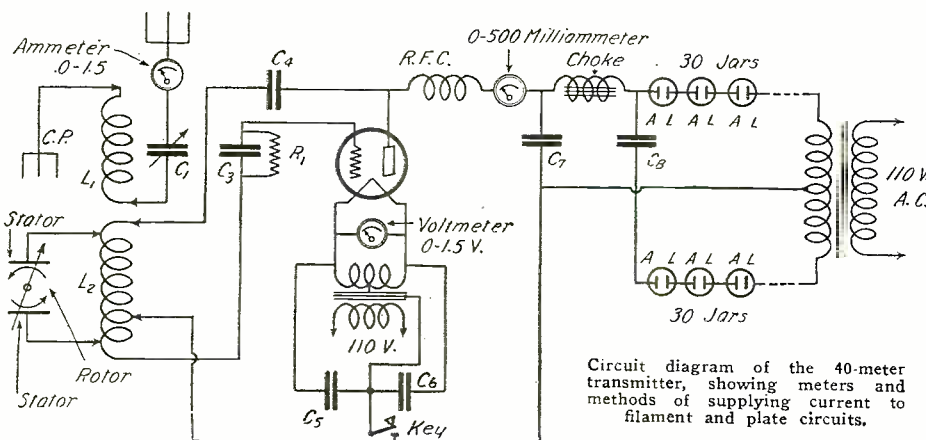 Ammeter
.0-1.5
C.P.
L1
C1
C4
C3
R1
R.F.C.
0-500 Milliammeter
Choke
30 Jars
A L A L A L
C7
C8
110 V.
A.C.
Stator
L2
Rotor
Stator
Voltmeter
0-1.5 V.
110 V.
C5
C6
Key
A L A L A L
30 Jars
Circuit diagram of the 40-meter
transmitter, showing meters and
methods of supplying current to
filament and plate circuits.